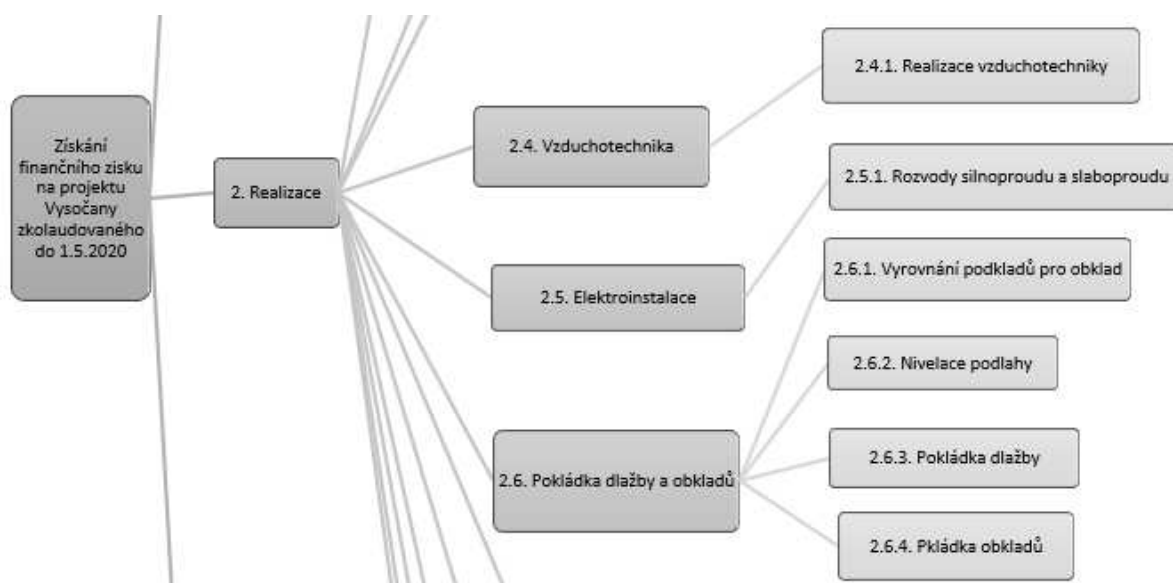 Získání
finančního zisku
na projektu
Vysočany
zkolaudovaného
do 1.5.2020
2. Realizace
2.4. Vzduchotechnika
2.4.1. Realizace vzduchotechniky
2.5. Elektroinstalace
2.5.1. Rozvody silnoproudu a slaboproudu
2.6. Pokládka dlažby a obkladů
2.6.1. Vyrovnání podkladů pro obklad
2.6.2. Nivelace podlahy
2.6.3. Pokládka dlažby
2.6.4. Pkládka obkladů